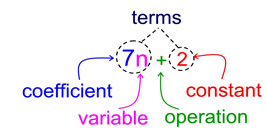 terms
7n + 2
coefficient
constant
variable
operation